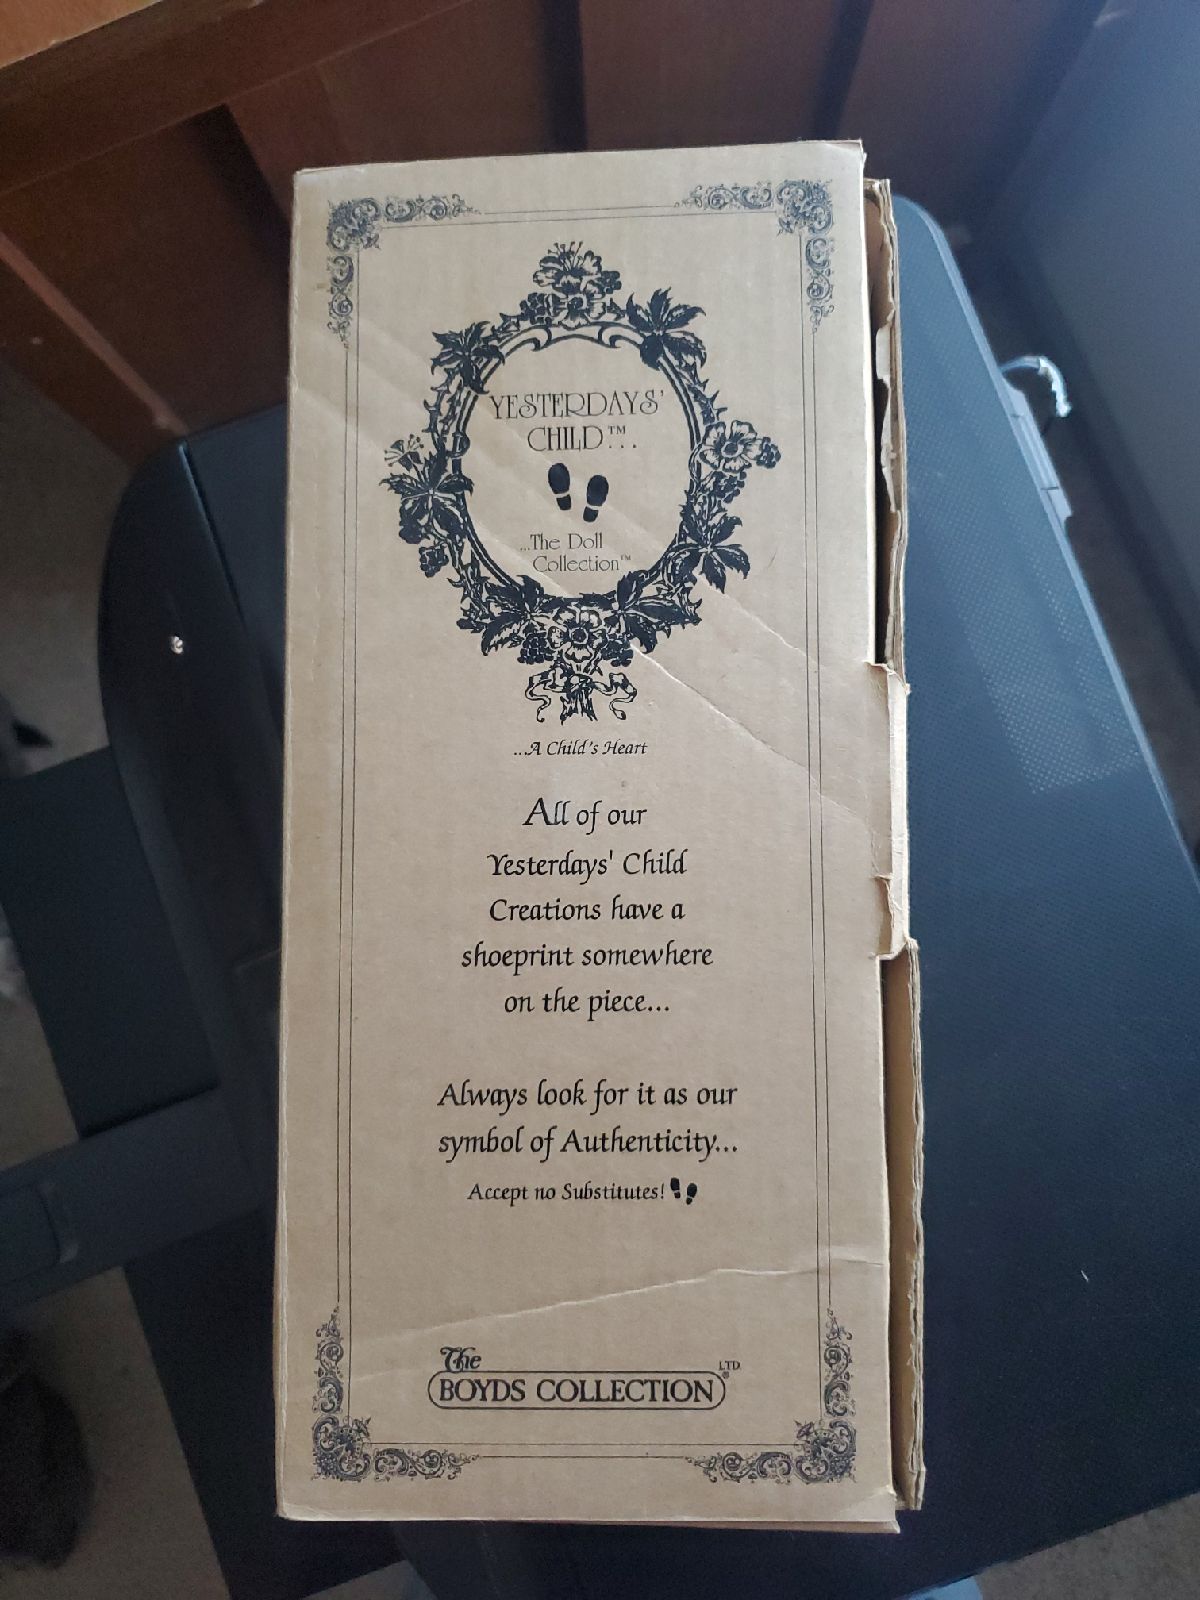 YESTERDAYS'
CHILD™...
...The Doll
Collection™
...A Child's Heart
All of our
Yesterdays' Child
Creations have a
shoeprint somewhere
on the piece...
Always look for it as our
symbol of Authenticity...
Accept no Substitutes!
The
BOYDS COLLECTION LTD ®